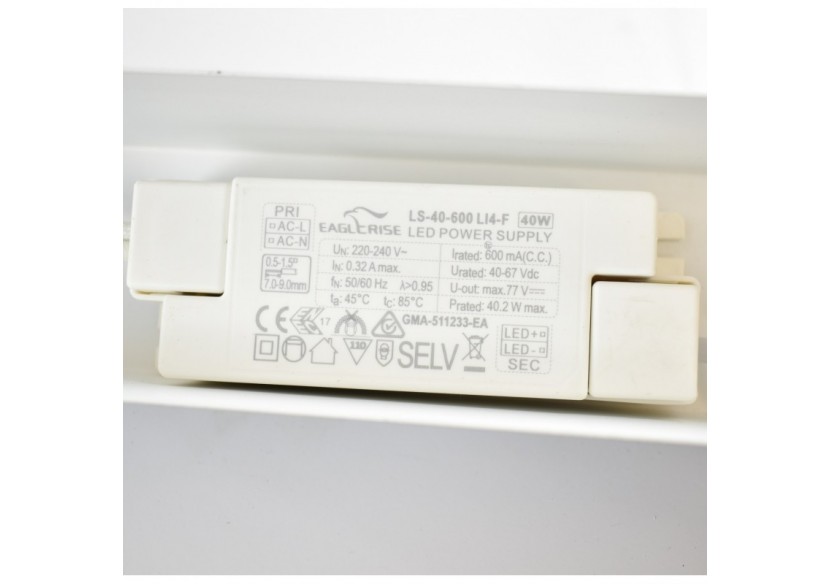 PRI
AC-L
AC-N
0.5-1.5□
7.0-9.0mm
EAGLERISE
LS-40-600 LI4-F 40W
LED POWER SUPPLY
UN: 220-240 V~
IN: 0.32 A max.
fN: 50/60 Hz λ>0.95
ta: 45°C tc: 85°C
Irated: 600 mA(C.C.)
Urated: 40-67 Vdc
U-out: max.77 V⎓
Prated: 40.2 W max.
CE
17
GMA-511233-EA
110
SELV
LED+
LED-
SEC